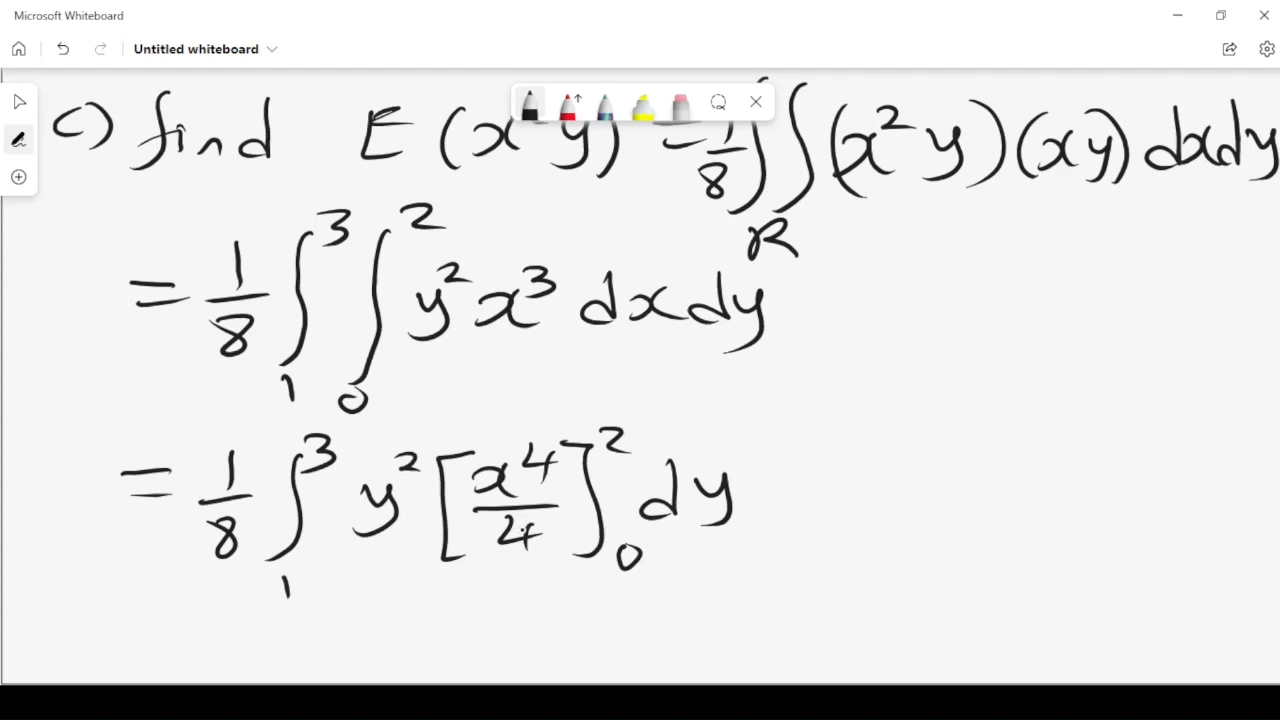 Microsoft Whiteboard
Untitled whiteboard
c) find E(x²y) = 1/8 ∫∫_R (x²y)(xy) dxdy
= 1/8 ∫₁³ ∫₀² y²x³ dxdy
= 1/8 ∫₁³ y² [x⁴/4]₀² dy